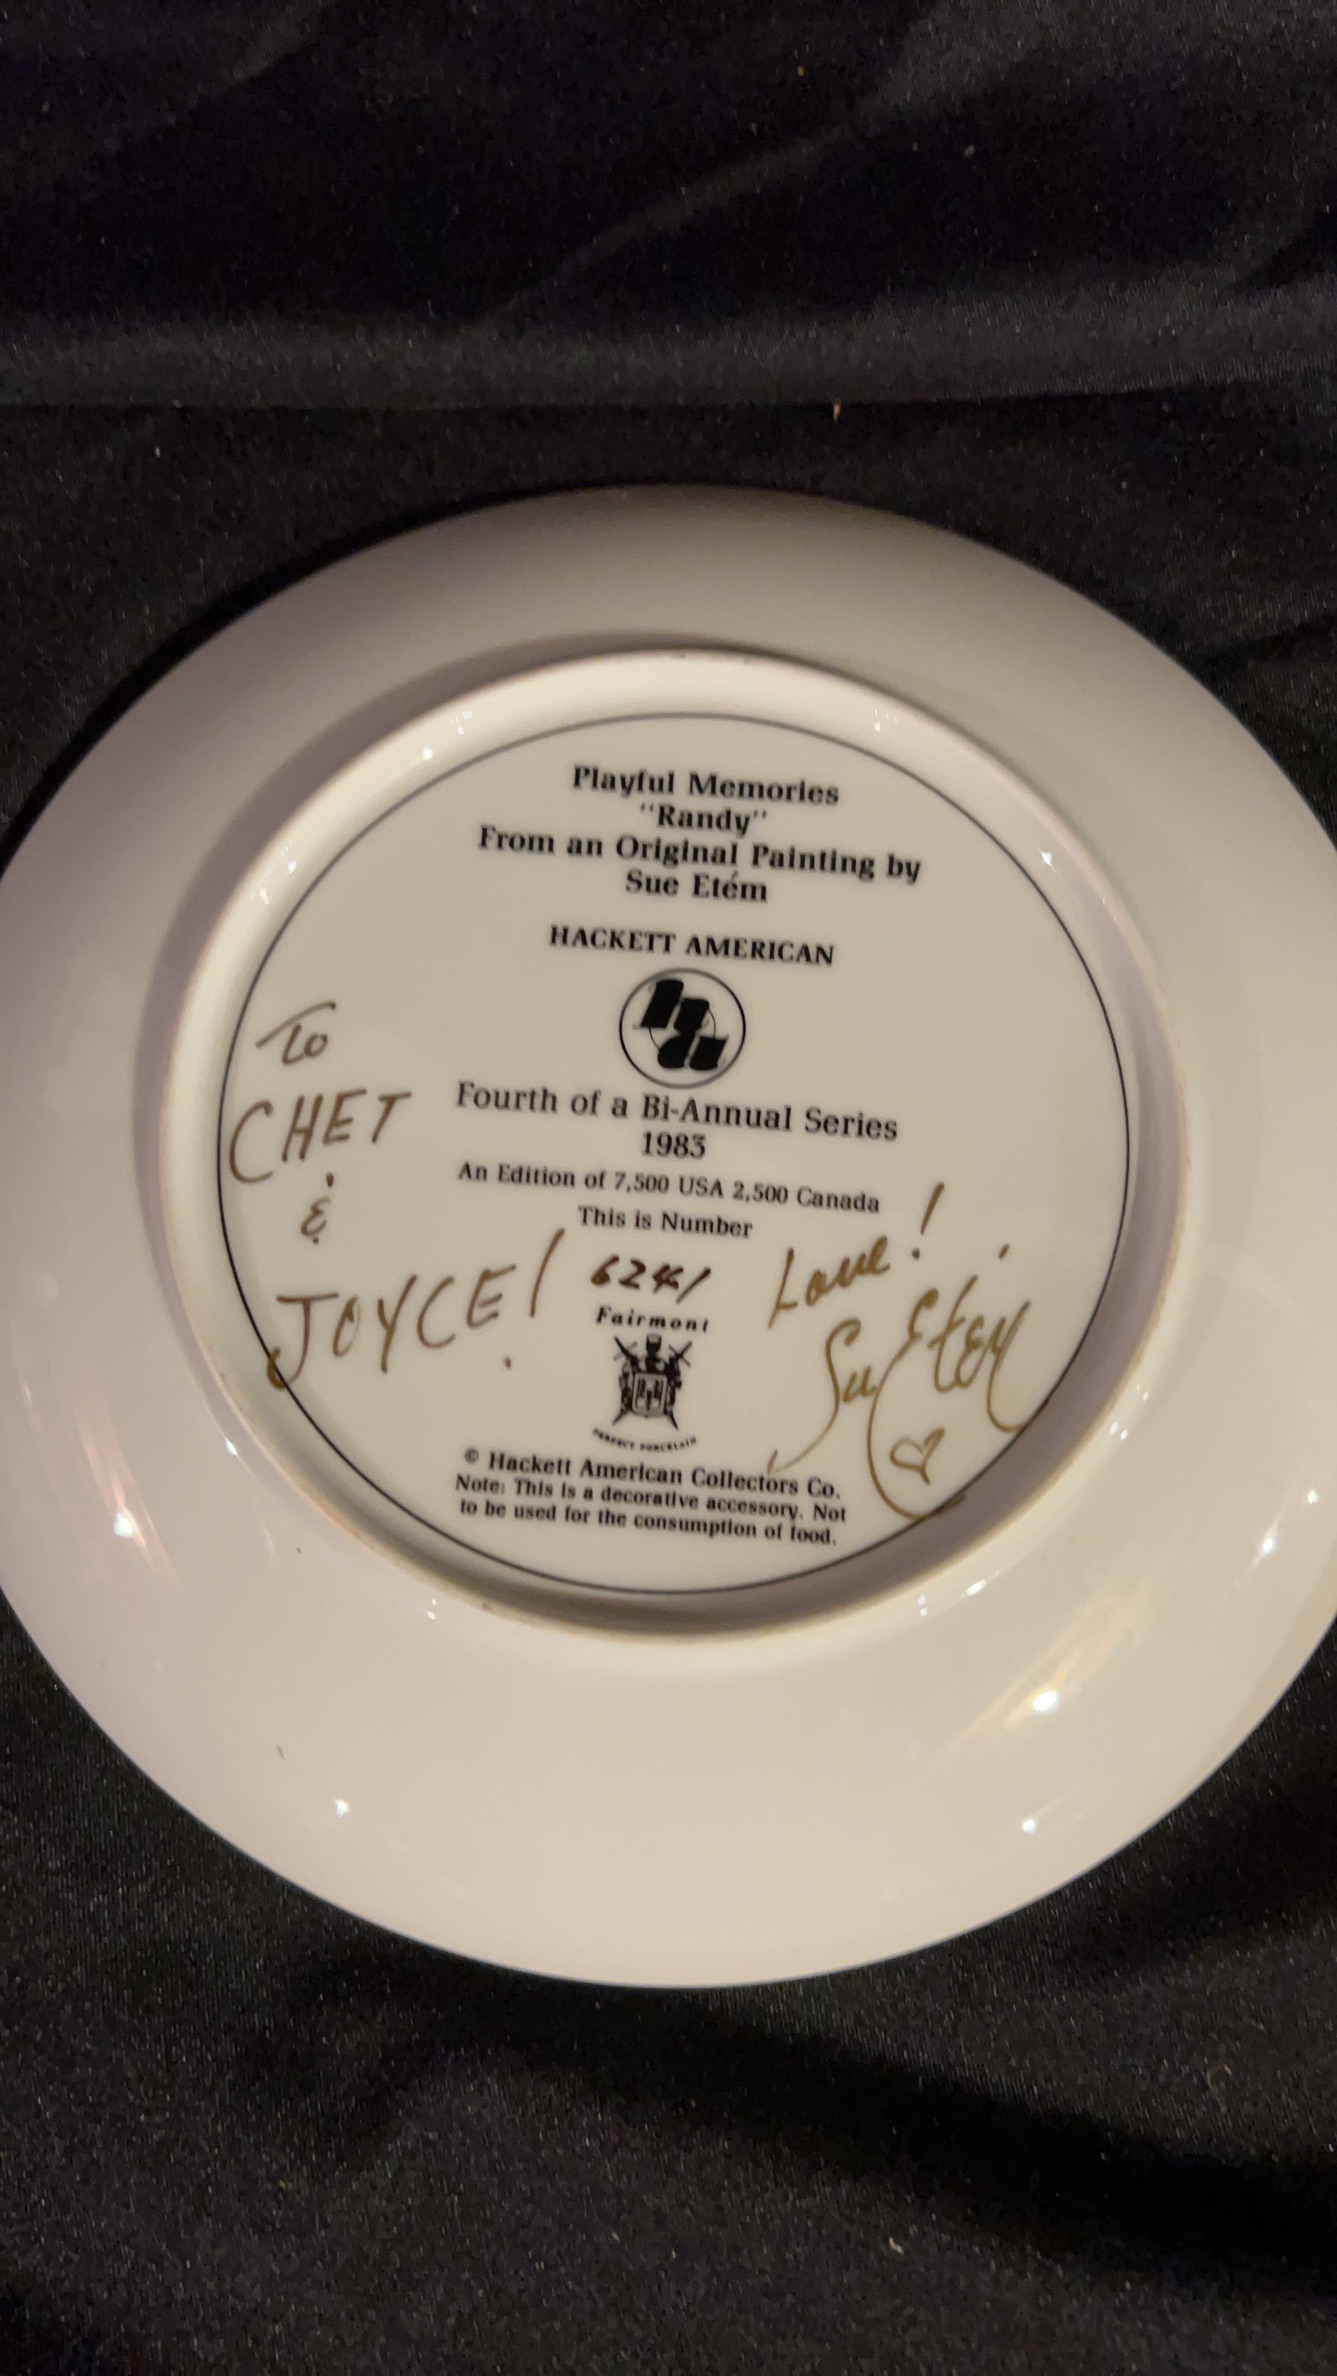 Playful Memories
"Randy"
From an Original Painting by
Sue Etém
HACKETT AMERICAN
Fourth of a Bi-Annual Series
1983
An Edition of 7,500 USA 2,500 Canada
This is Number
6241
Fairmont
PERFECT PORCELAIN
© Hackett American Collectors Co.
Note: This is a decorative accessory. Not
to be used for the consumption of food.
To
CHET
&
JOYCE!
Love!
Sue Etém